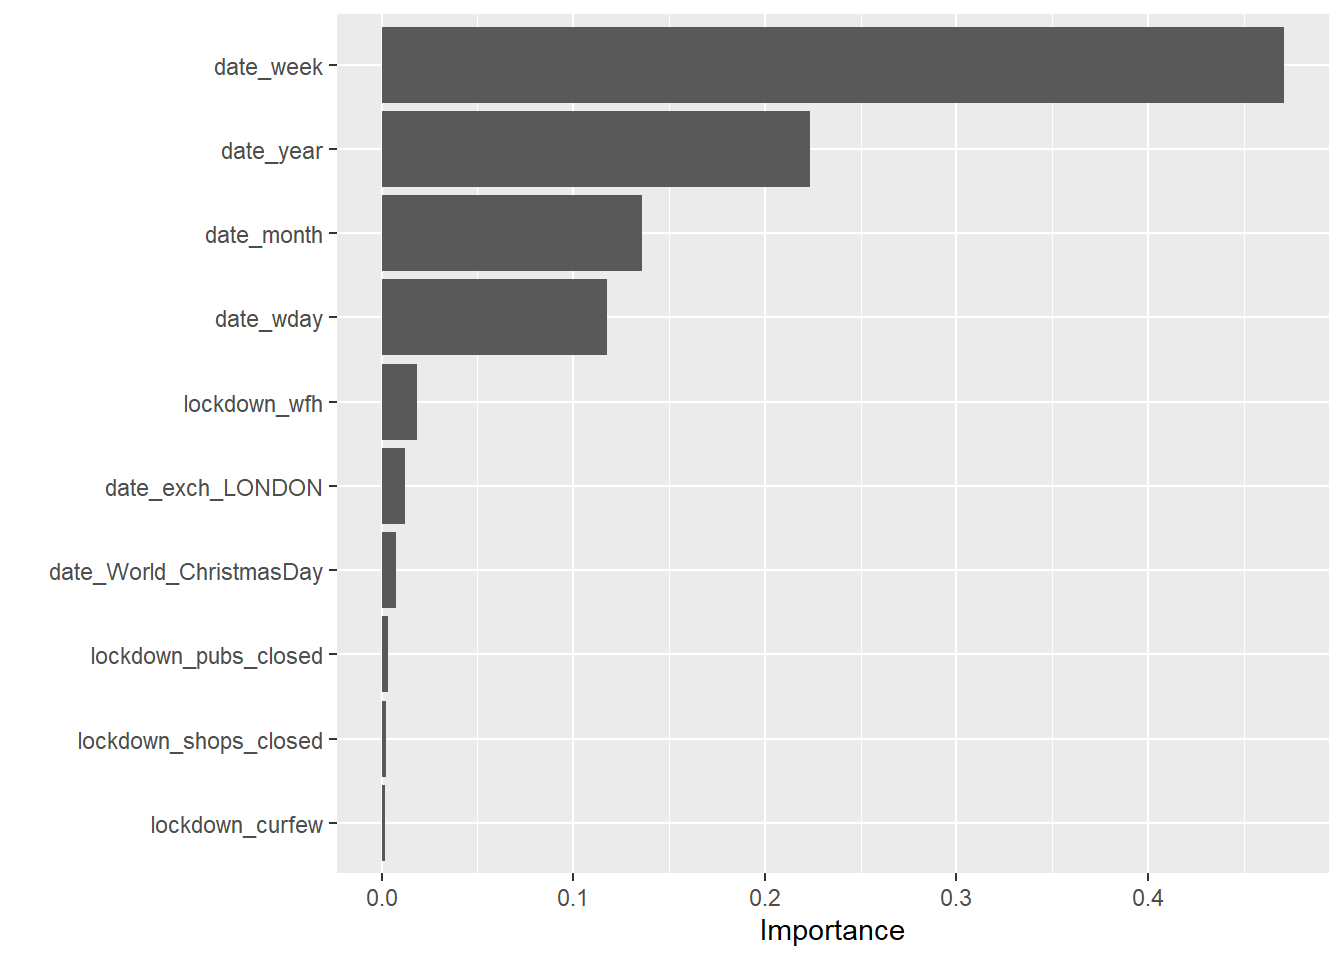 date_week
date_year
date_month
date_wday
lockdown_wfh
date_exch_LONDON
date_World_ChristmasDay
lockdown_pubs_closed
lockdown_shops_closed
lockdown_curfew
0.0 0.1 0.2 0.3 0.4
Importance